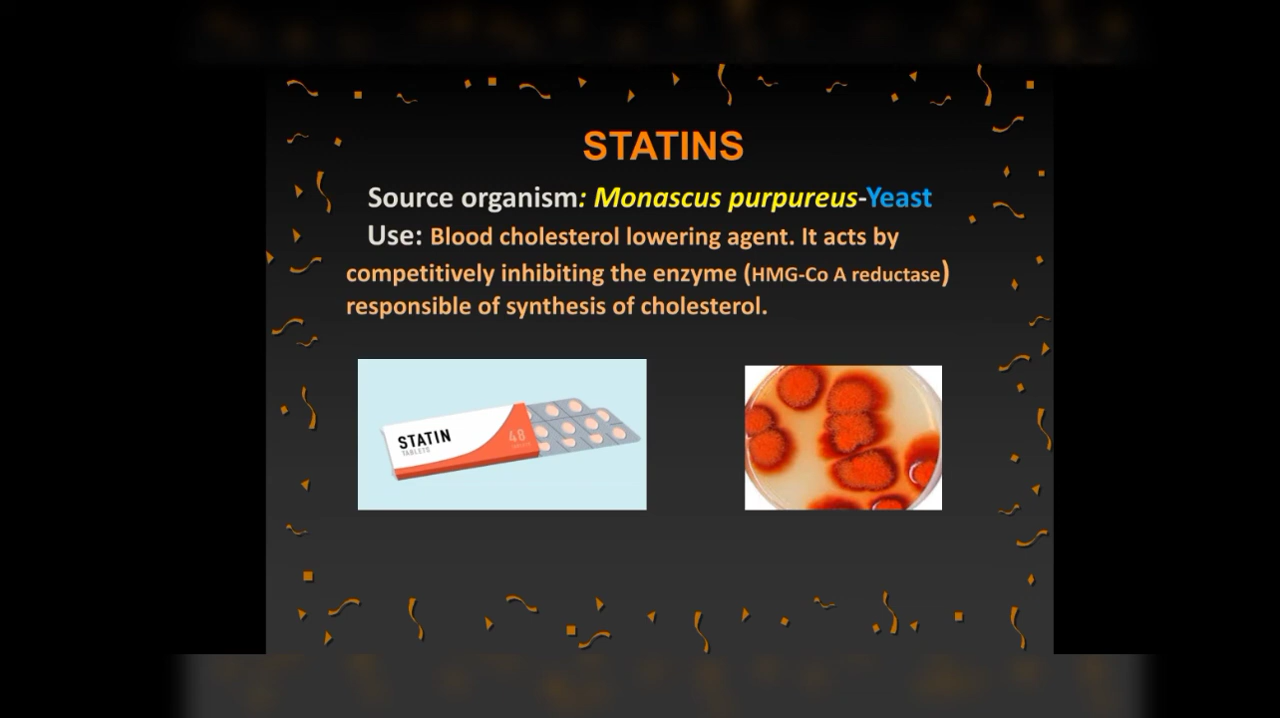 STATINS
Source organism: Monascus purpureus-Yeast
Use: Blood cholesterol lowering agent. It acts by
competitively inhibiting the enzyme (HMG-Co A reductase)
responsible of synthesis of cholesterol.
STATIN
TABLETS
48